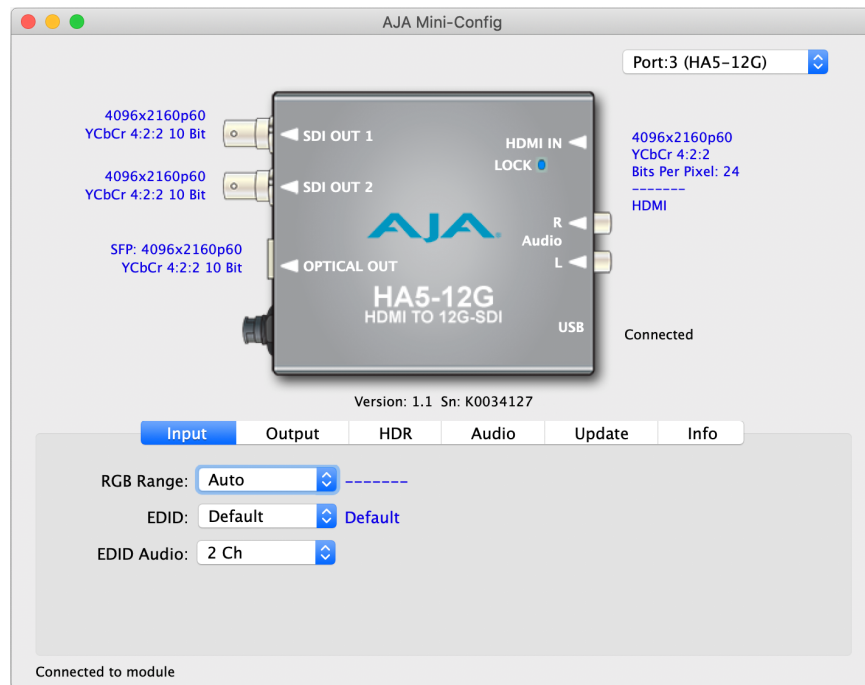 AJA Mini-Config
Port:3 (HA5-12G)
4096x2160p60
YCbCr 4:2:2 10 Bit
SDI OUT 1
HDMI IN
LOCK
4096x2160p60
YCbCr 4:2:2
Bits Per Pixel: 24
-------
HDMI
4096x2160p60
YCbCr 4:2:2 10 Bit
SDI OUT 2
AJA.
R
Audio
L
SFP: 4096x2160p60
YCbCr 4:2:2 10 Bit
OPTICAL OUT
HA5-12G
HDMI TO 12G-SDI
USB
Connected
Version: 1.1 Sn: K0034127
Input Output HDR Audio Update Info
RGB Range: Auto -------
EDID: Default Default
EDID Audio: 2 Ch
Connected to module